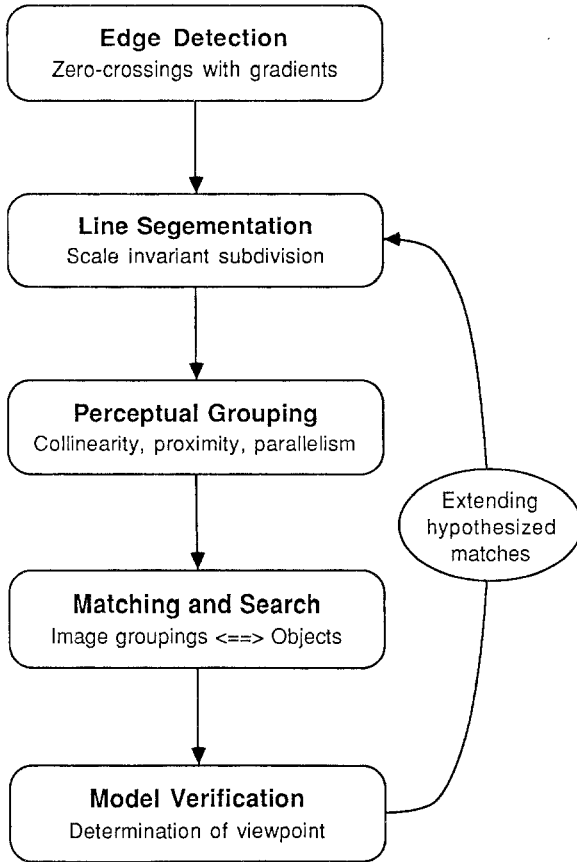 Edge Detection
Zero-crossings with gradients
Line Segementation
Scale invariant subdivision
Perceptual Grouping
Collinearity, proximity, parallelism
Extending
hypothesized
matches
Matching and Search
Image groupings <==> Objects
Model Verification
Determination of viewpoint